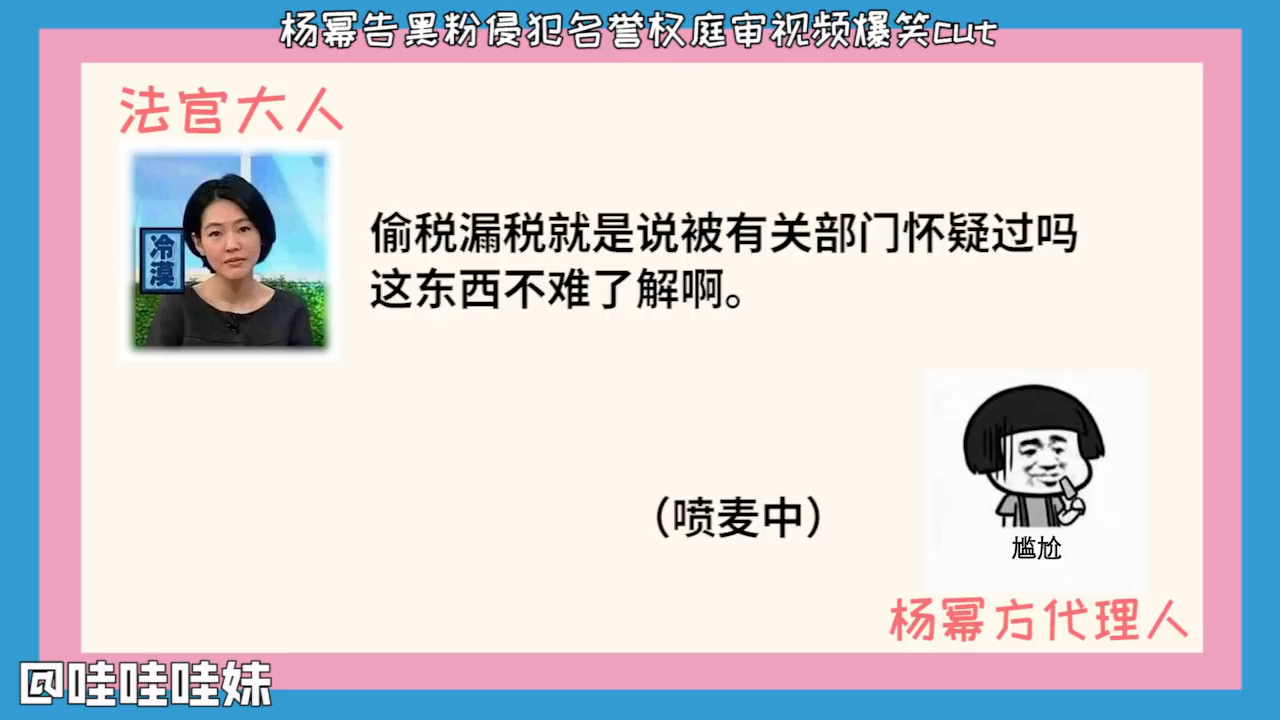 杨幂告黑粉侵犯名誉权庭审视频爆笑cut
法官大人
冷漠
偷税漏税就是说被有关部门怀疑过吗
这东西不难了解啊。
（喷麦中）
尴尬
杨幂方代理人
@哇哇哇妹